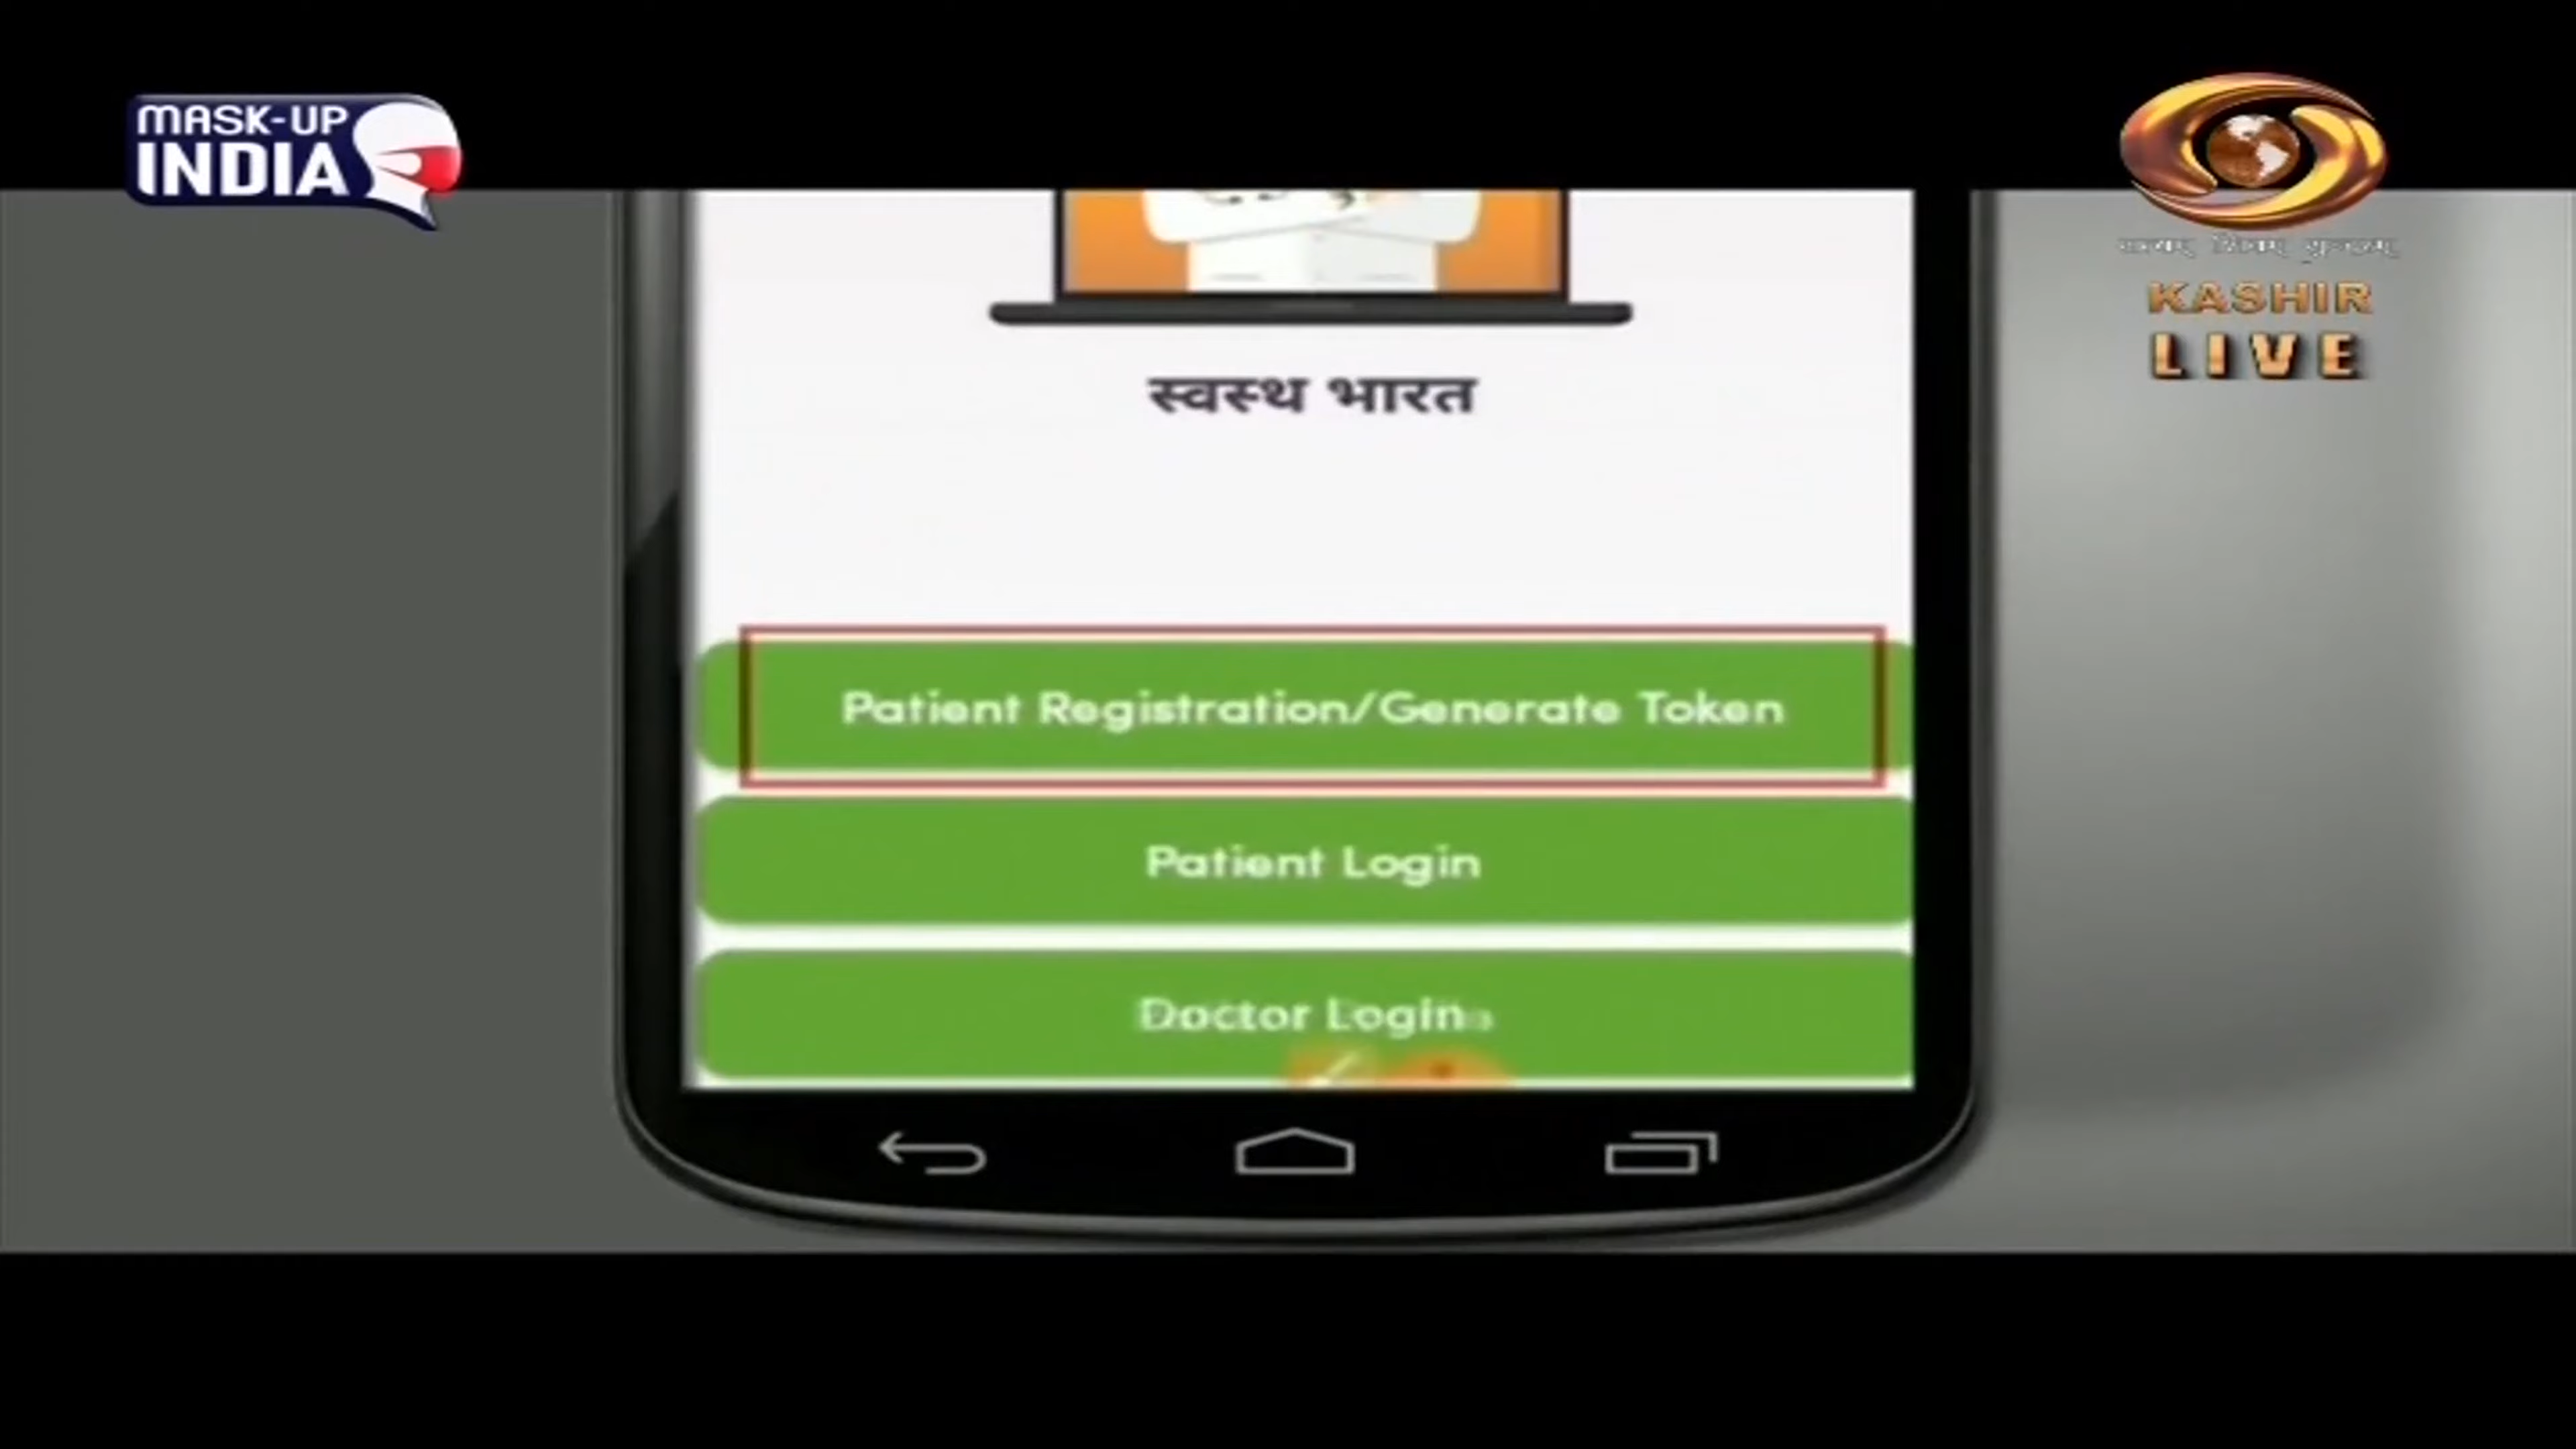 MASK-UP
INDIA
KASHIR
LIVE
स्वस्थ भारत
Patient Registration/Generate Token
Patient Login
Doctor Login